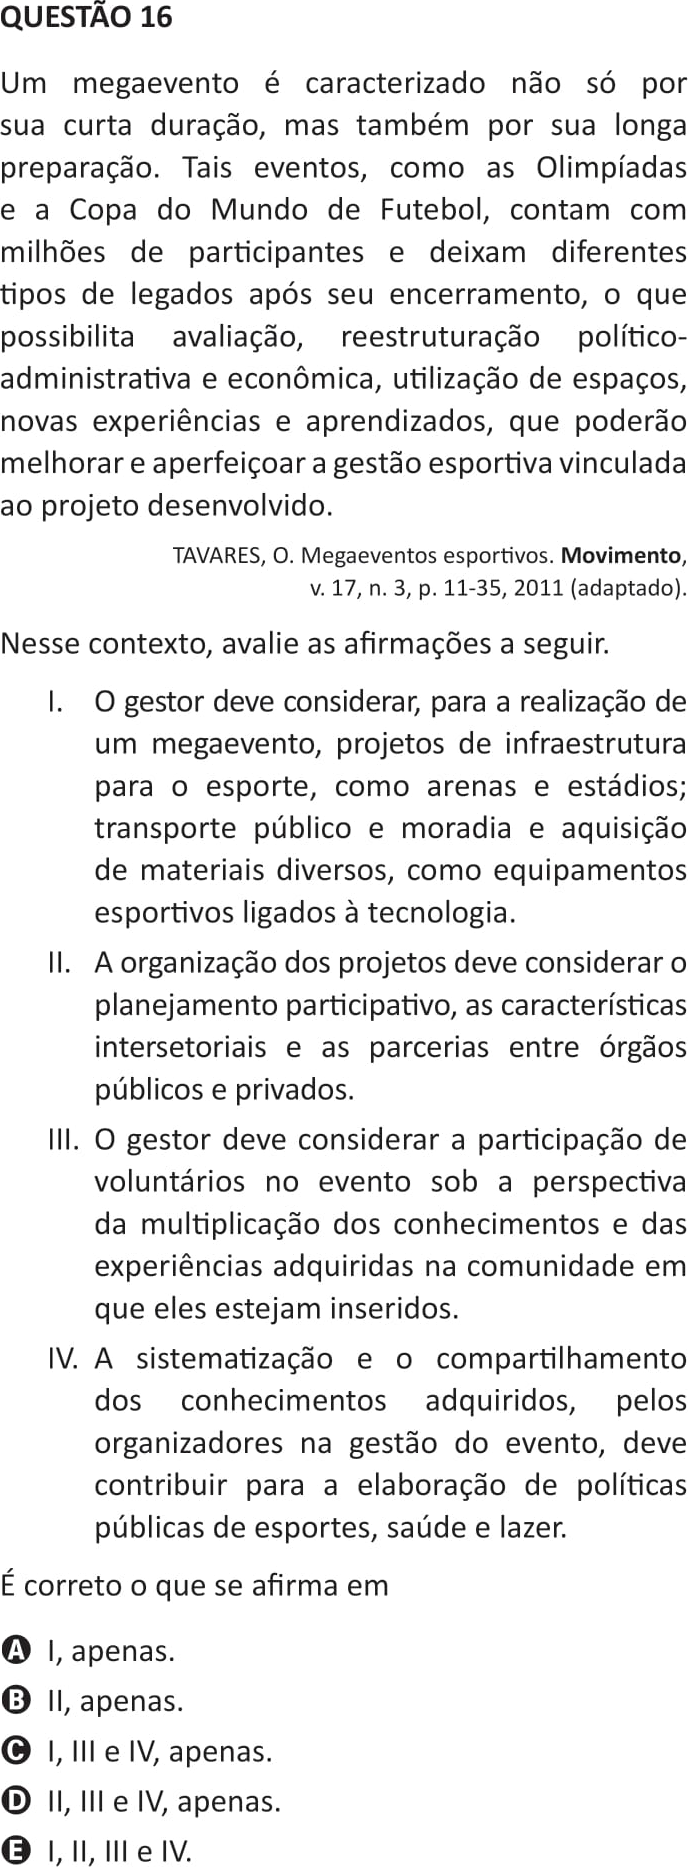 QUESTÃO 16
Um megaevento é caracterizado não só por
sua curta duração, mas também por sua longa
preparação. Tais eventos, como as Olimpíadas
e a Copa do Mundo de Futebol, contam com
milhões de participantes e deixam diferentes
tipos de legados após seu encerramento, o que
possibilita avaliação, reestruturação político-
administrativa e econômica, utilização de espaços,
novas experiências e aprendizados, que poderão
melhorar e aperfeiçoar a gestão esportiva vinculada
ao projeto desenvolvido.
TAVARES, O. Megaeventos esportivos. Movimento,
v. 17, n. 3, p. 11-35, 2011 (adaptado).
Nesse contexto, avalie as afirmações a seguir.
I. O gestor deve considerar, para a realização de
um megaevento, projetos de infraestrutura
para o esporte, como arenas e estádios;
transporte público e moradia e aquisição
de materiais diversos, como equipamentos
esportivos ligados à tecnologia.
II. A organização dos projetos deve considerar o
planejamento participativo, as características
intersetoriais e as parcerias entre órgãos
públicos e privados.
III. O gestor deve considerar a participação de
voluntários no evento sob a perspectiva
da multiplicação dos conhecimentos e das
experiências adquiridas na comunidade em
que eles estejam inseridos.
IV. A sistematização e o compartilhamento
dos conhecimentos adquiridos, pelos
organizadores na gestão do evento, deve
contribuir para a elaboração de políticas
públicas de esportes, saúde e lazer.
É correto o que se afirma em
A I, apenas.
B II, apenas.
C I, III e IV, apenas.
D II, III e IV, apenas.
E I, II, III e IV.